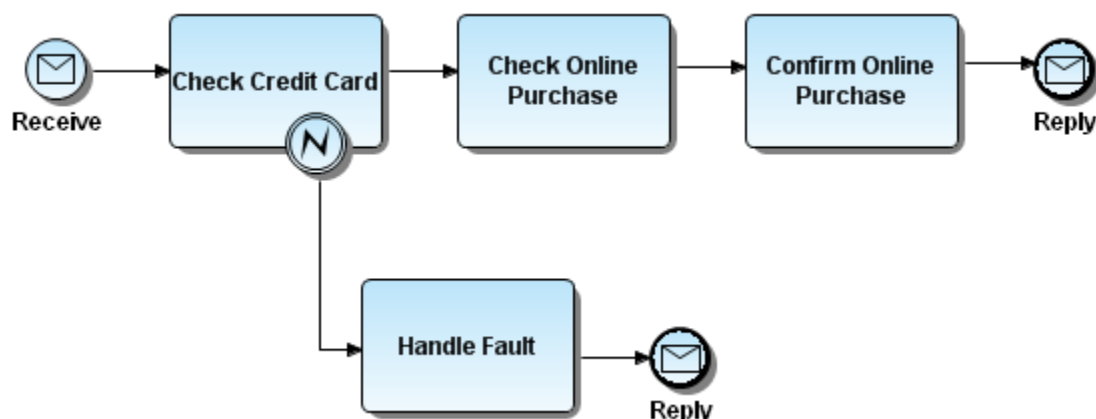 Receive
Check Credit Card
Check Online
Purchase
Confirm Online
Purchase
Reply
Handle Fault
Reply